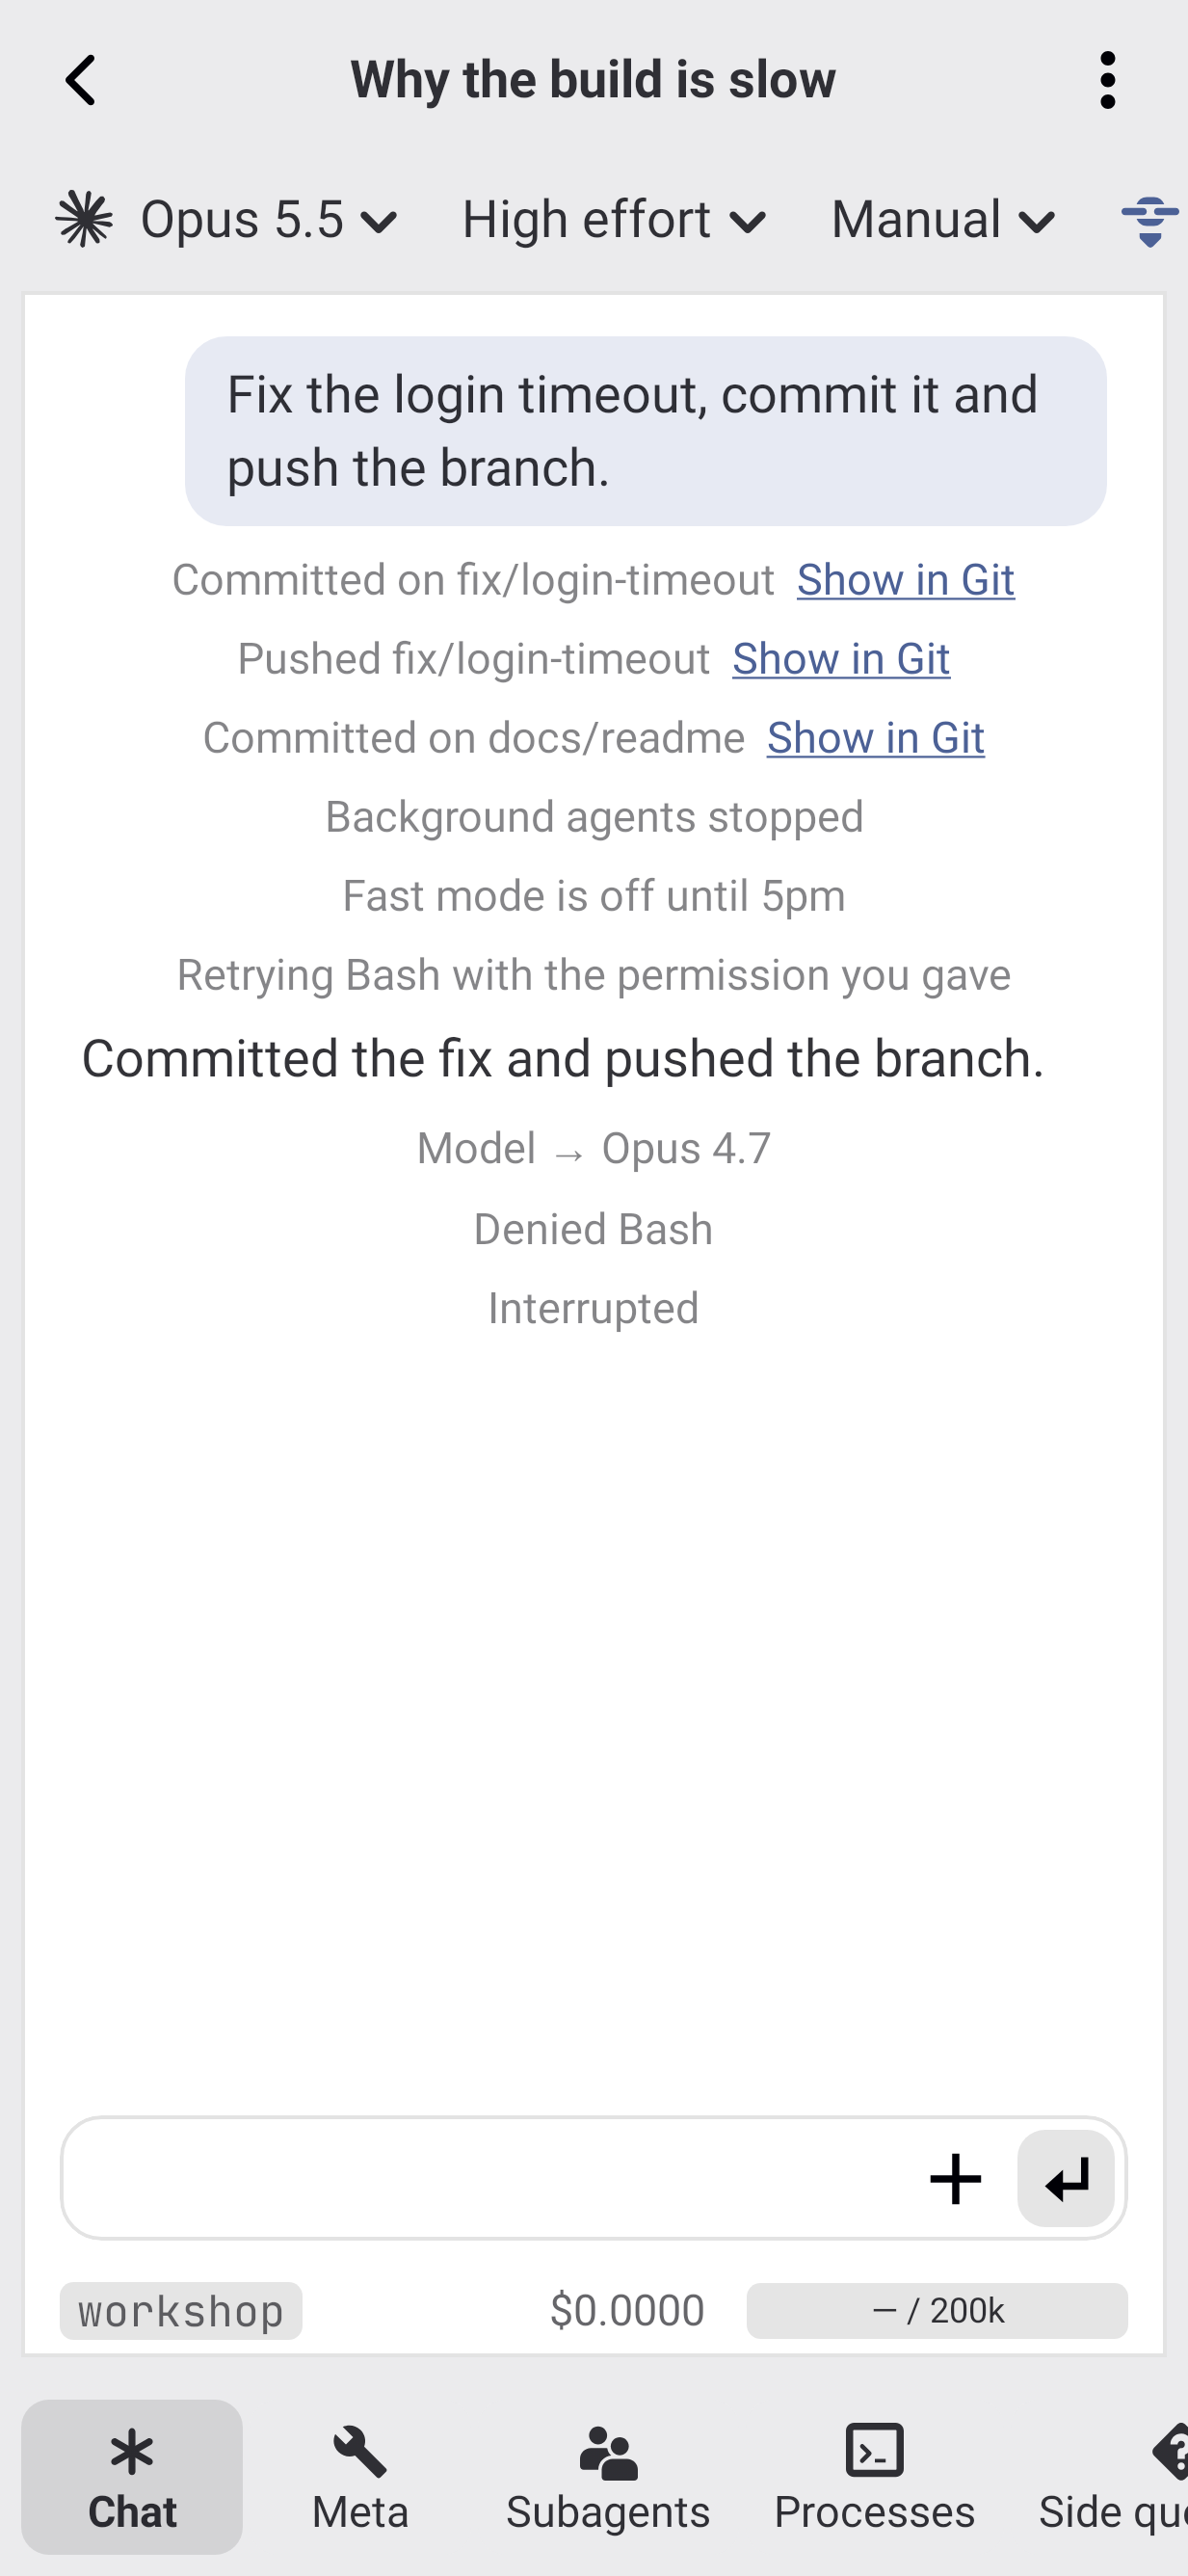 Why the build is slow
Opus 5.5 High effort Manual
Fix the login timeout, commit it and
push the branch.
Committed on fix/login-timeout Show in Git
Pushed fix/login-timeout Show in Git
Committed on docs/readme Show in Git
Background agents stopped
Fast mode is off until 5pm
Retrying Bash with the permission you gave
Committed the fix and pushed the branch.
Model → Opus 4.7
Denied Bash
Interrupted
workshop $0.0000 – / 200k
Chat Meta Subagents Processes Side